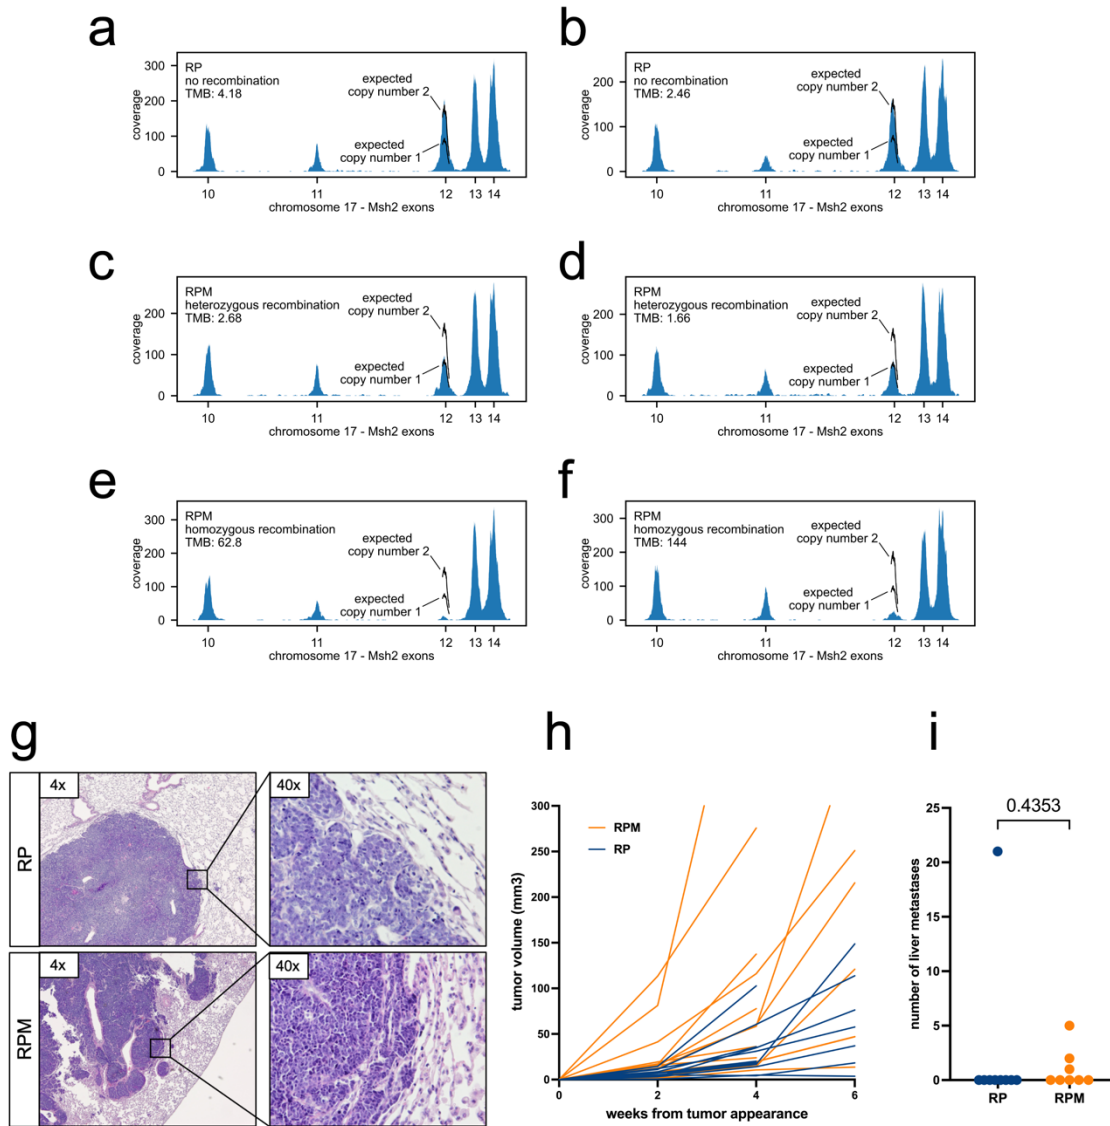 a
RP
no recombination
TMB: 4.18
expected
copy number 2
expected
copy number 1
coverage
300
200
100
0
10 11 12 13 14
chromosome 17 - Msh2 exons
b
RP
no recombination
TMB: 2.46
expected
copy number 2
expected
copy number 1
coverage
200
100
0
10 11 12 13 14
chromosome 17 - Msh2 exons
c
RPM
heterozygous recombination
TMB: 2.68
expected
copy number 2
expected
copy number 1
coverage
200
100
0
10 11 12 13 14
chromosome 17 - Msh2 exons
d
RPM
heterozygous recombination
TMB: 1.66
expected
copy number 2
expected
copy number 1
coverage
200
100
0
10 11 12 13 14
chromosome 17 - Msh2 exons
e
RPM
homozygous recombination
TMB: 62.8
expected
copy number 2
expected
copy number 1
coverage
300
200
100
0
10 11 12 13 14
chromosome 17 - Msh2 exons
f
RPM
homozygous recombination
TMB: 144
expected
copy number 2
expected
copy number 1
coverage
300
200
100
0
10 11 12 13 14
chromosome 17 - Msh2 exons
g
RP
4x
40x
RPM
4x
40x
h
tumor volume (mm3)
300
250
200
150
100
50
0
RPM
RP
0 2 4 6
weeks from tumor appearance
i
0.4353
number of liver metastases
25
20
15
10
5
0
RP RPM